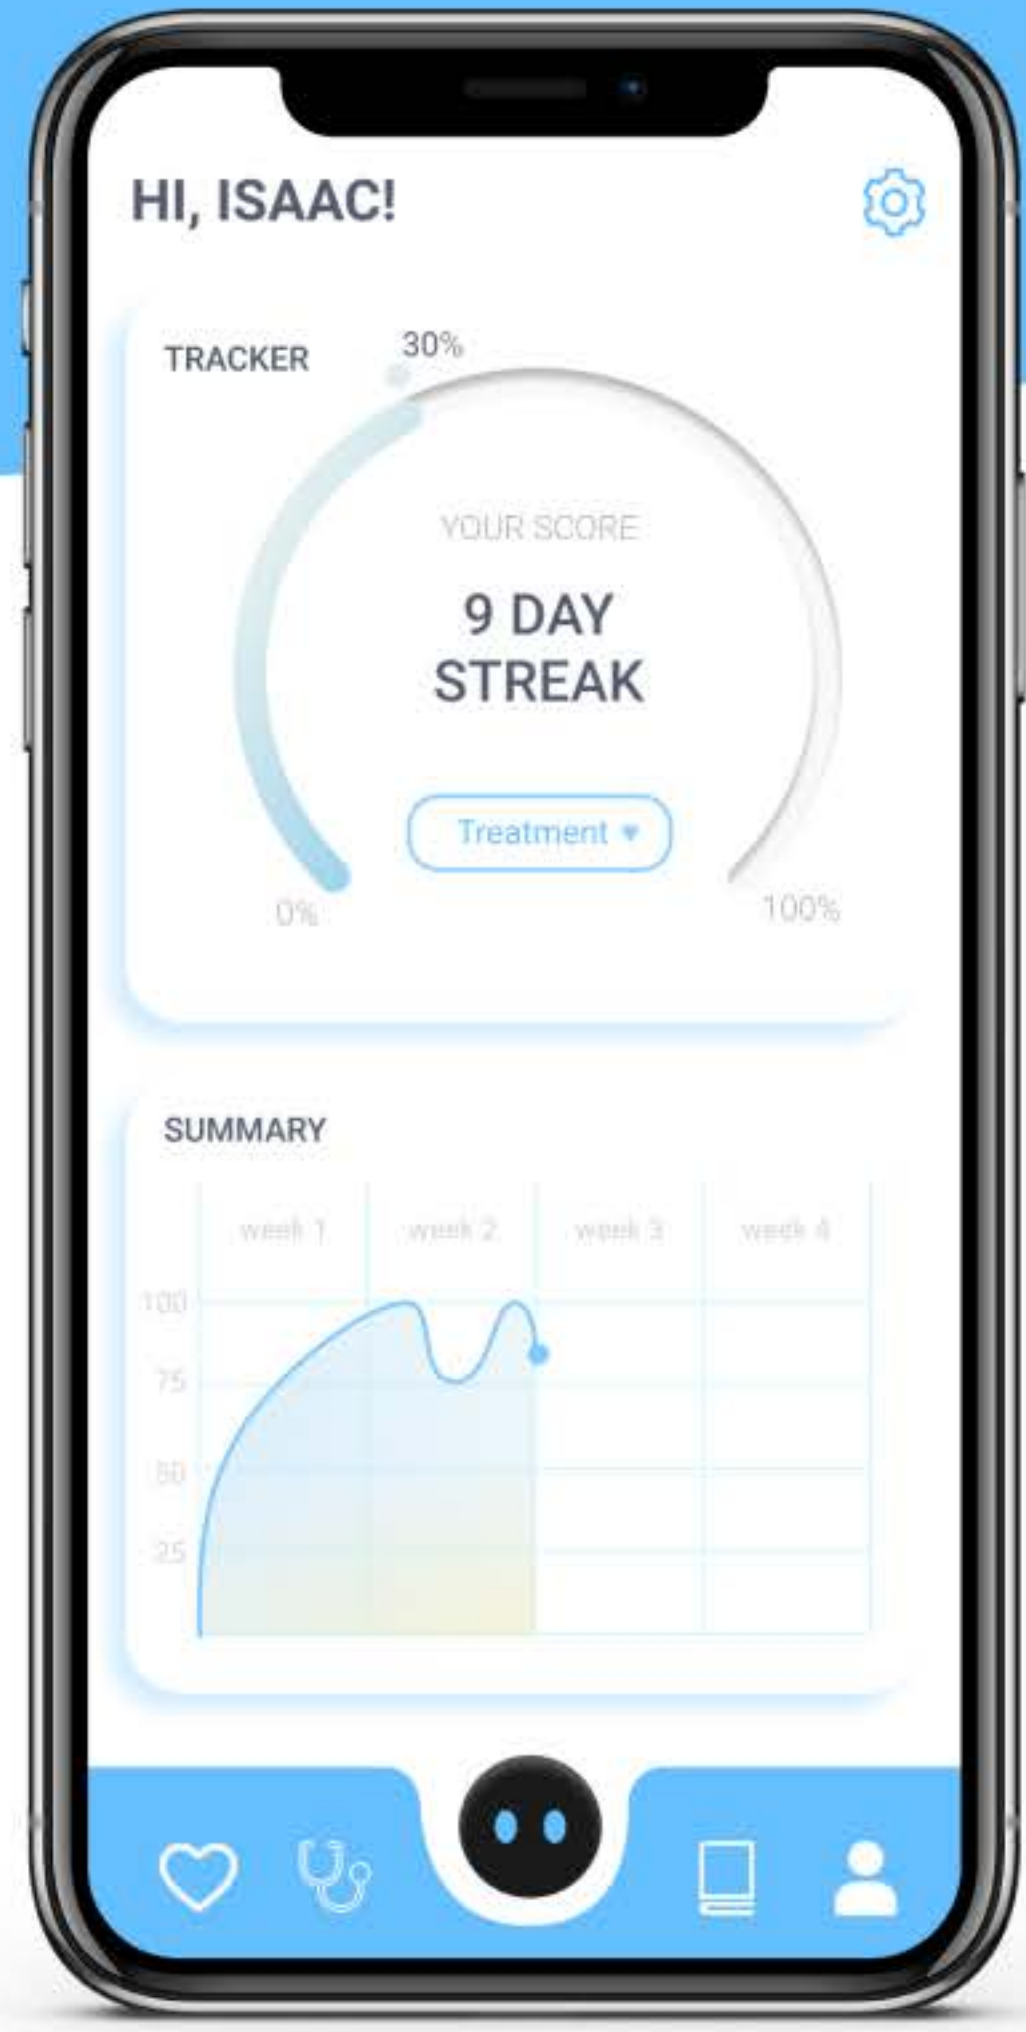 HI, ISAAC!
TRACKER
30%
YOUR SCORE
9 DAY
STREAK
Treatment
0%
100%
SUMMARY
week 1
week 2
week 3
week 4
100
75
50
25